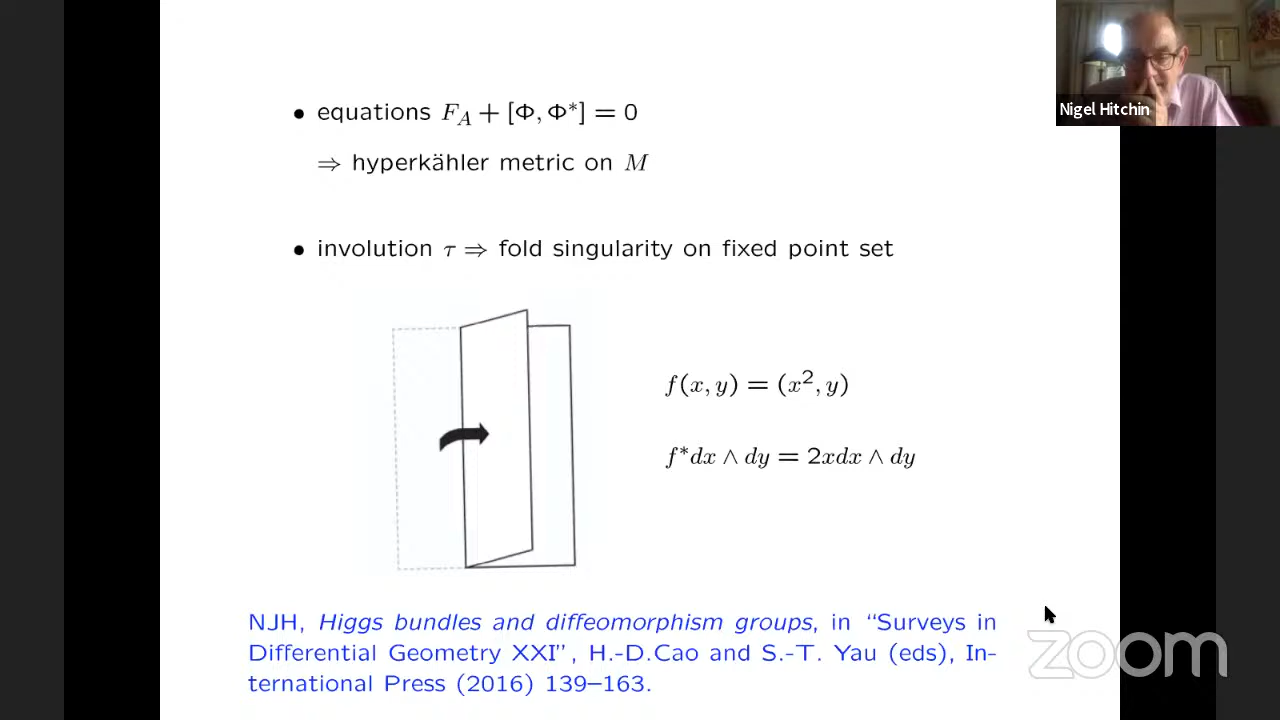 • equations F_A + [Φ, Φ*] = 0
⇒ hyperkähler metric on M
• involution τ ⇒ fold singularity on fixed point set
f(x, y) = (x², y)
f*dx ∧ dy = 2xdx ∧ dy
NJH, Higgs bundles and diffeomorphism groups, in "Surveys in
Differential Geometry XXI", H.-D.Cao and S.-T. Yau (eds), In-
ternational Press (2016) 139–163.
Nigel Hitchin
zoom